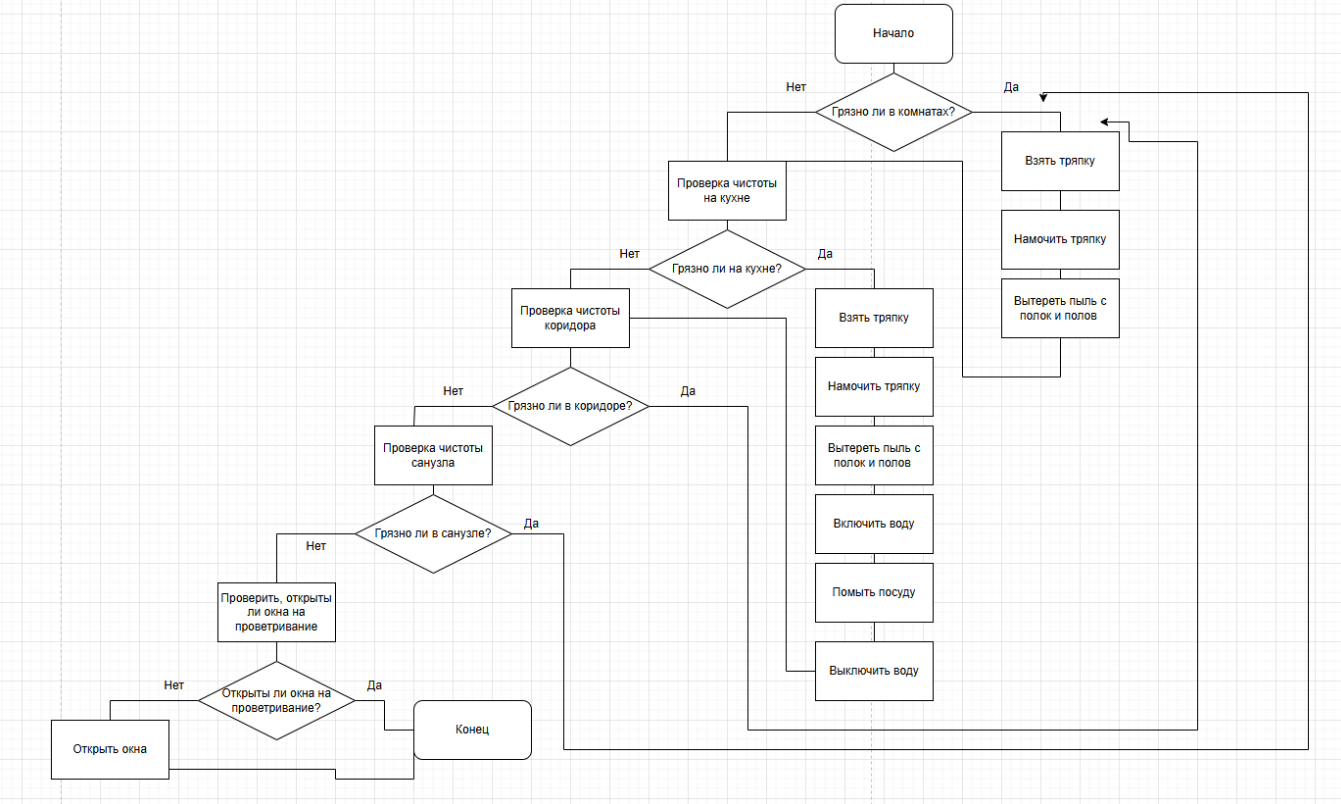 Начало
Нет
Да
Грязно ли в комнатах?
Взять тряпку
Проверка чистоты
на кухне
Намочить тряпку
Нет
Да
Грязно ли на кухне?
Вытереть пыль с
полок и полов
Проверка чистоты
коридора
Взять тряпку
Намочить тряпку
Нет
Да
Грязно ли в коридоре?
Проверка чистоты
санузла
Вытереть пыль с
полок и полов
Включить воду
Да
Грязно ли в санузле?
Нет
Помыть посуду
Проверить, открыты
ли окна на
проветривание
Выключить воду
Нет
Да
Открыты ли окна на
проветривание?
Конец
Открыть окна